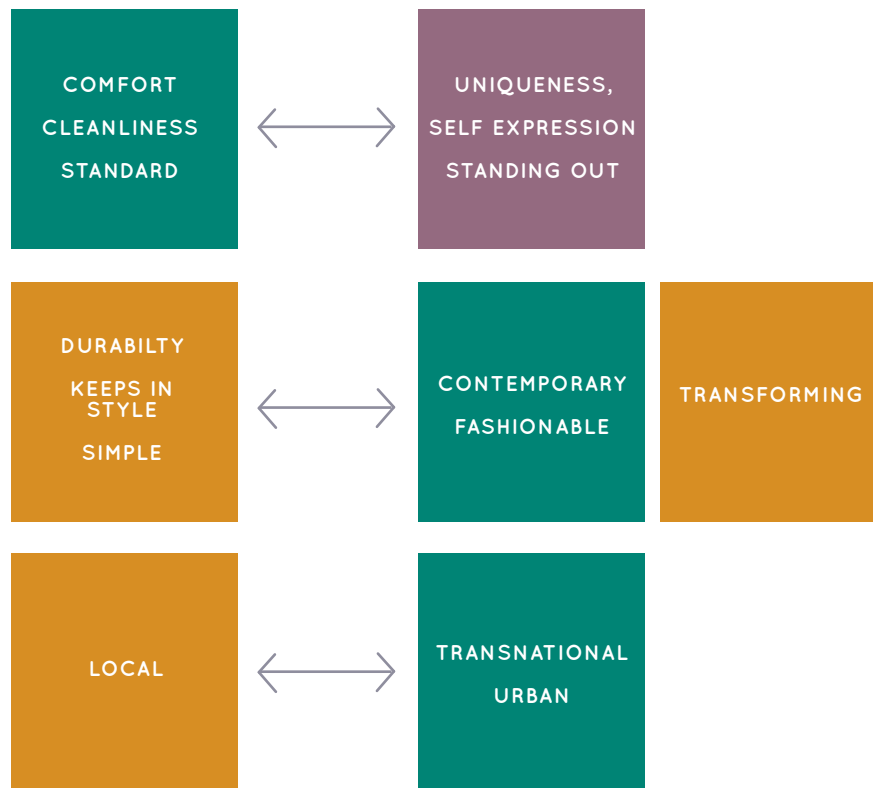 COMFORT
CLEANLINESS
STANDARD
UNIQUENESS,
SELF EXPRESSION
STANDING OUT
DURABILTY
KEEPS IN
STYLE
SIMPLE
CONTEMPORARY
FASHIONABLE
TRANSFORMING
LOCAL
TRANSNATIONAL
URBAN